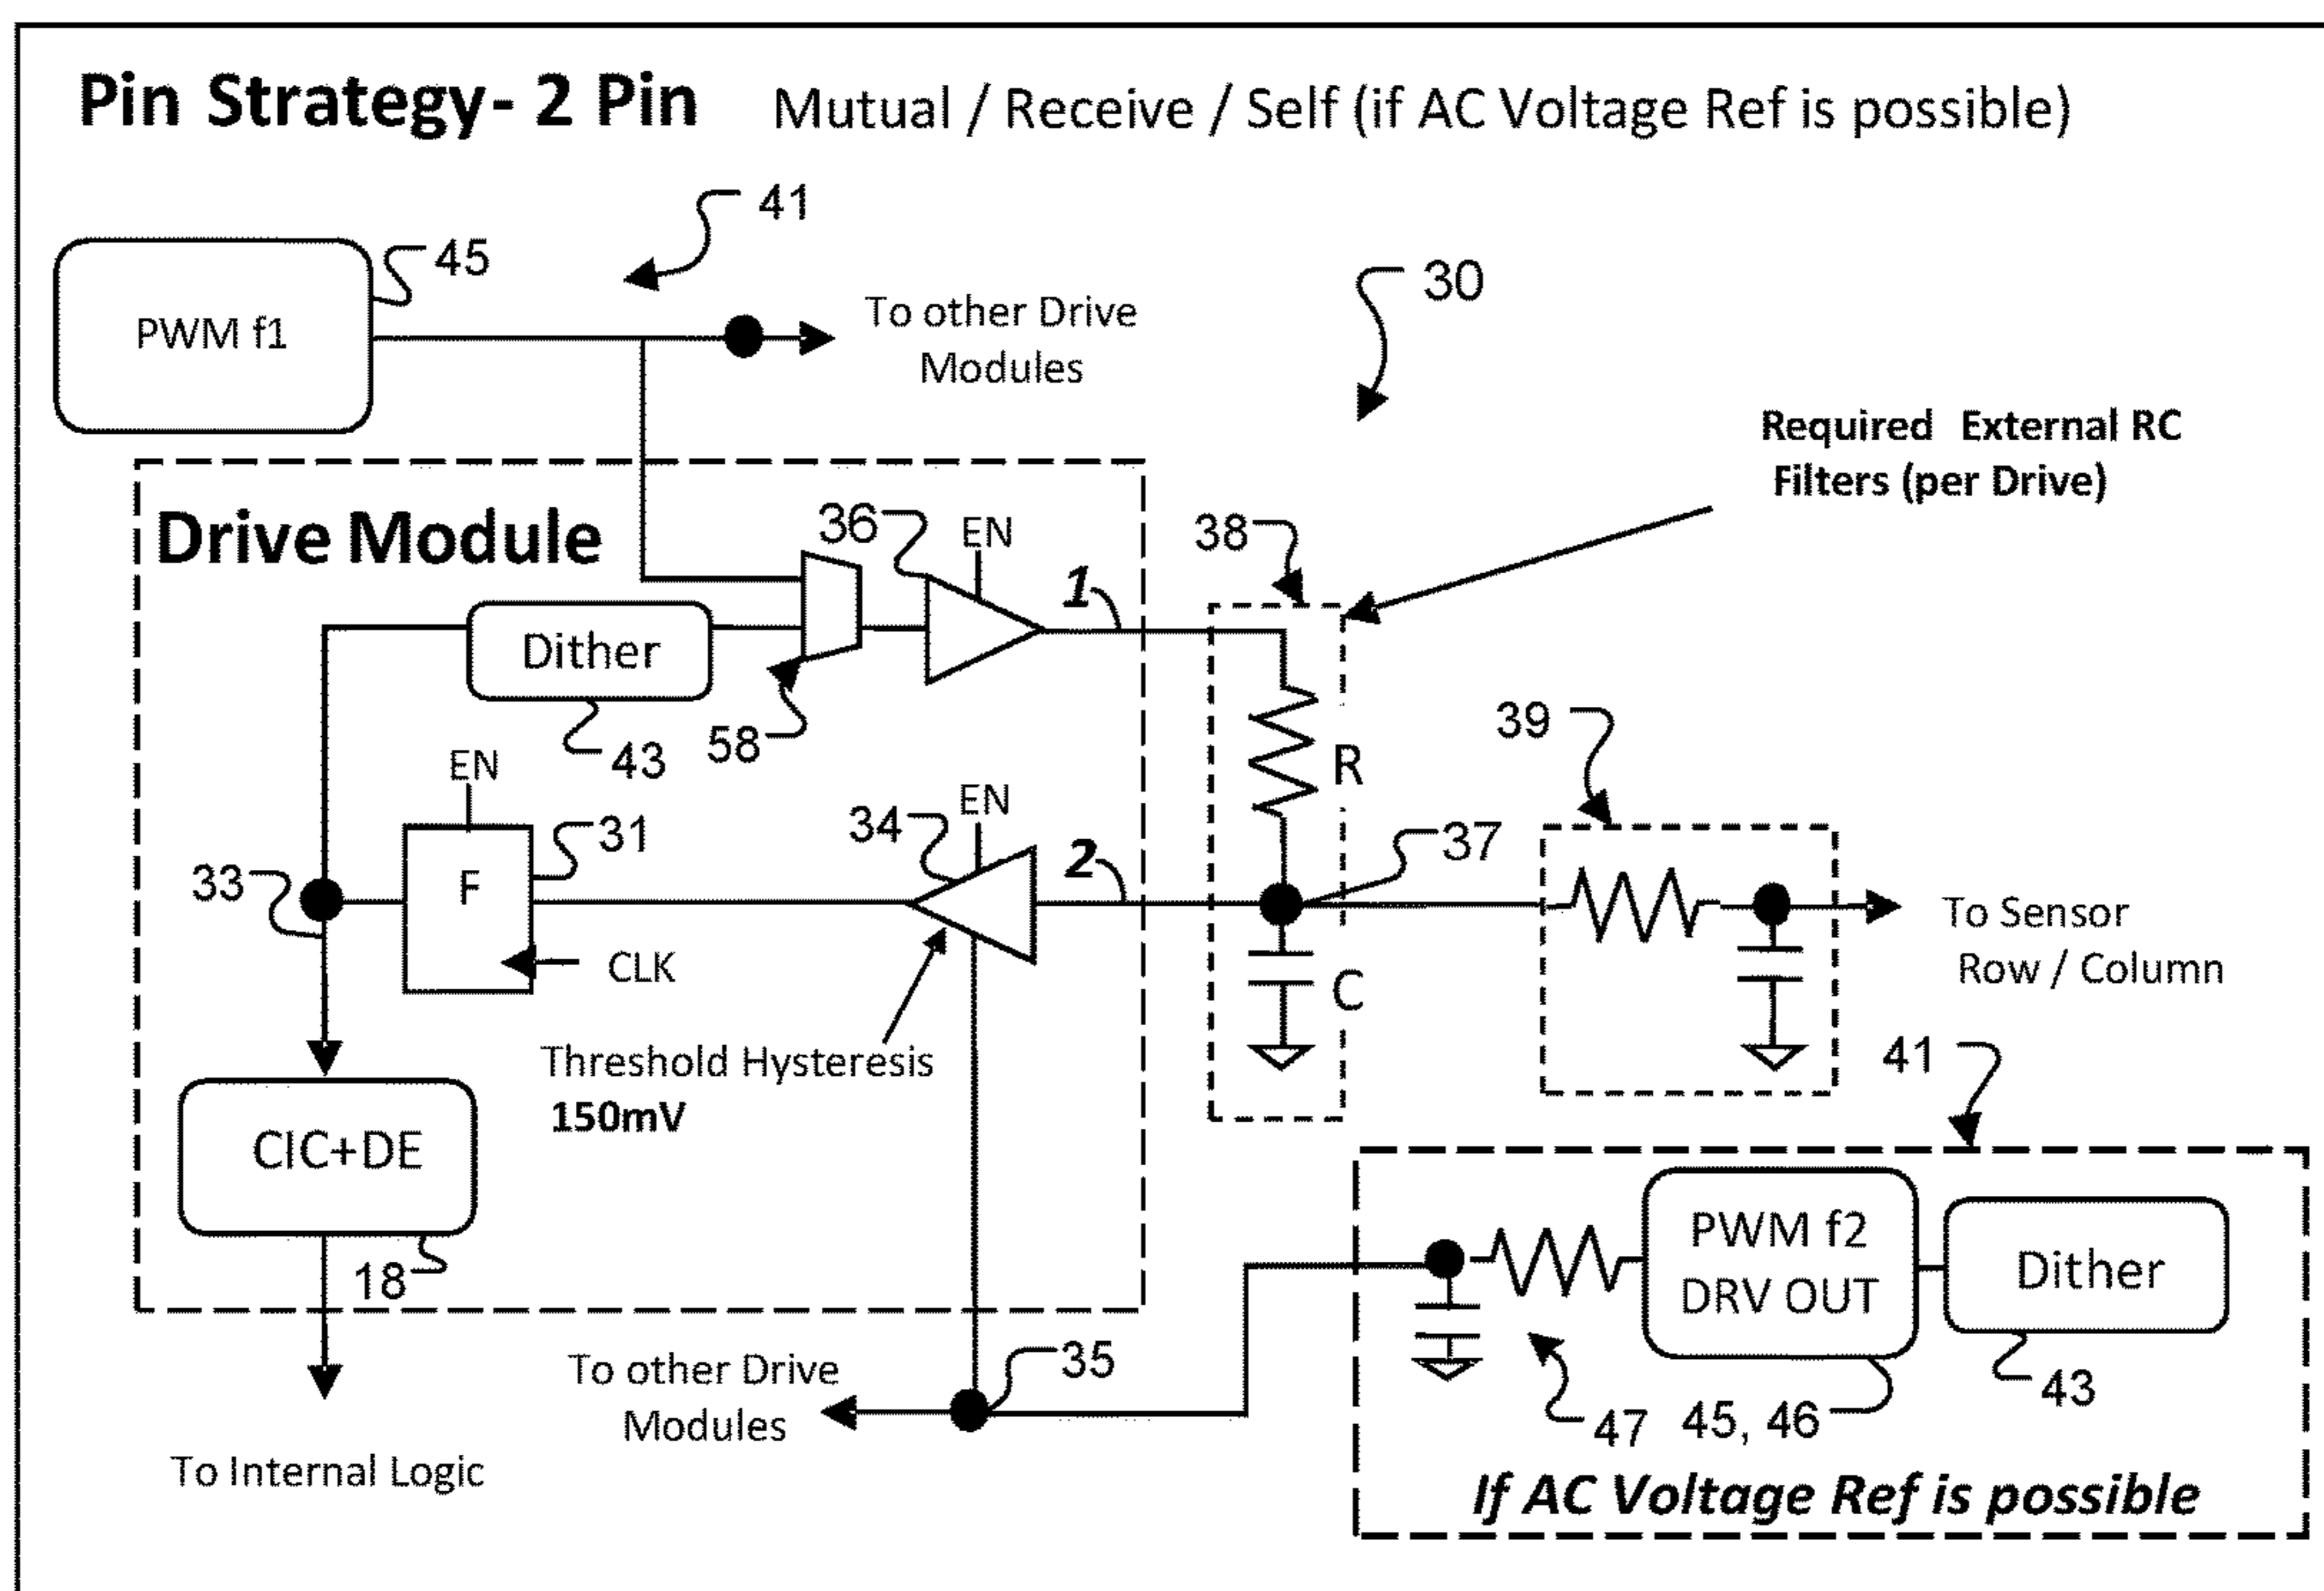 Pin Strategy- 2 Pin Mutual / Receive / Self (if AC Voltage Ref is possible)
41
45
PWM f1
To other Drive
Modules
30
Required External RC
Filters (per Drive)
Drive Module
36
EN
1
38
Dither
43
58
39
EN
R
EN
34
31
F
2
37
33
CLK
C
To Sensor
Row / Column
Threshold Hysteresis
150mV
41
CIC+DE
18
PWM f2
DRV OUT
Dither
To other Drive
Modules
35
47
45, 46
43
To Internal Logic
If AC Voltage Ref is possible